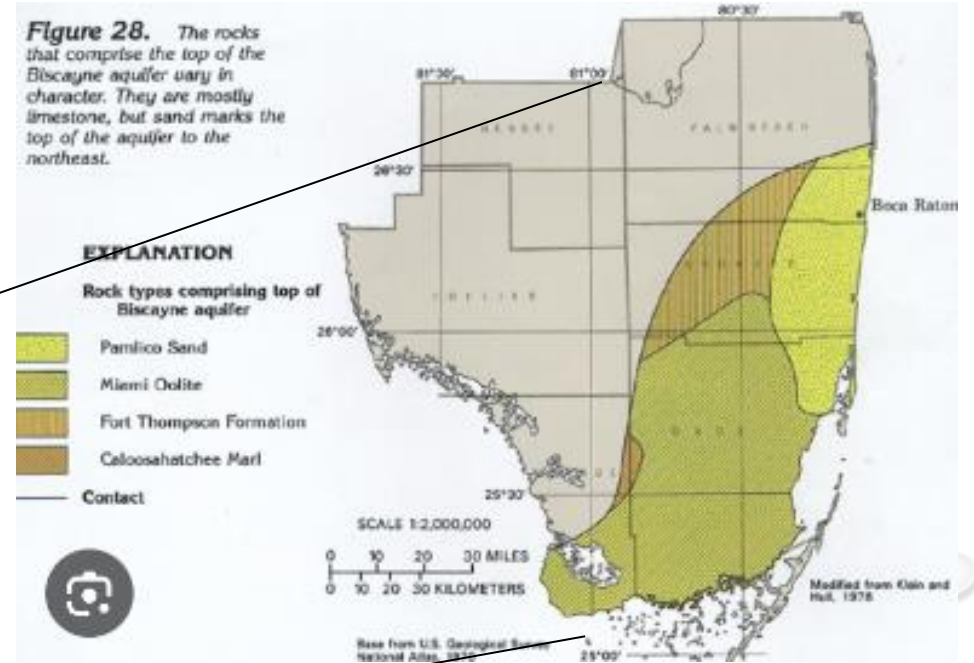 Figure 28. The rocks
that comprise the top of the
Biscayne aquifer vary in
character. They are mostly
limestone, but sand marks the
top of the aquifer to the
northeast.
80°30'
81°30'
81°00'
HENDRY
PALM BEACH
26°30'
Boca Raton
EXPLANATION
Rock types comprising top of
Biscayne aquifer
COLLIER
BROWARD
26°00'
Pamlico Sand
Miami Oolite
Fort Thompson Formation
DADE
Caloosahatchee Marl
25°30'
Contact
SCALE 1:2,000,000
0 10 20 30 MILES
0 10 20 30 KILOMETERS
Modified from Klein and
Hull, 1978
Base from U.S. Geological Survey
National Atlas, 1970
25°00'